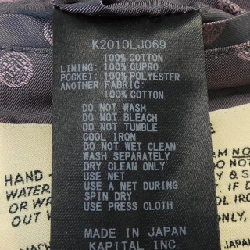 K2010LJ069
100% COTTON
LINING: 100% CUPRO
POCKET: 100% POLYESTER
ANOTHER FABRIC:
100% COTTON
DO NOT WASH
DO NOT BLEACH
DO NOT TUMBLE
COOL IRON
DO NOT WET CLEAN
WASH SEPARATELY
DRY CLEAN ONLY
USE NET
USE A NET DURING
SPIN DRY
USE PRESS CLOTH
MADE IN JAPAN
KAPITAL INC.
HAND
WATER
OR W
OUT W